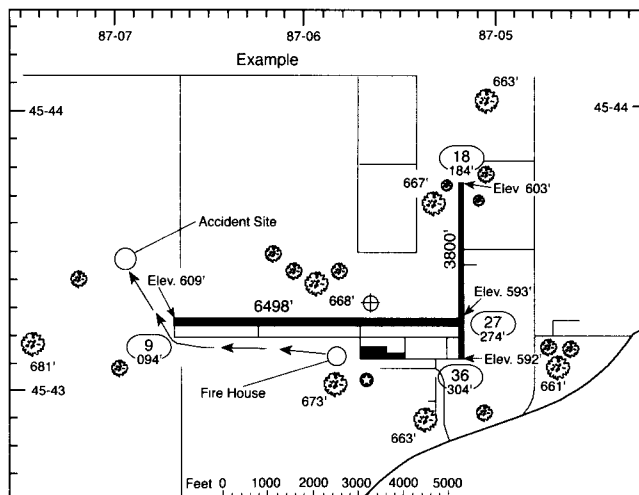 87-07 87-06 87-05
Example
663'
45-44 45-44
18
184'
667'
Elev. 603'
Accident Site
3800'
Elev. 609'
6498'
668'
Elev. 593'
27
274'
9
094'
Elev. 592'
681'
36
304'
661'
45-43
Fire House
673'
663'
Feet 0 1000 2000 3000 4000 5000